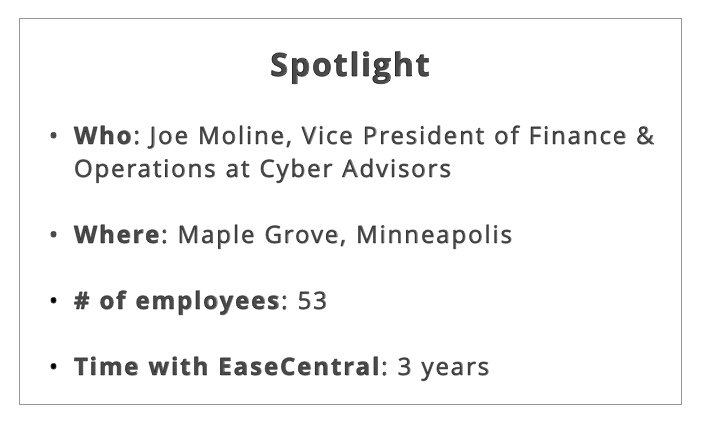 Spotlight
• Who: Joe Moline, Vice President of Finance &
Operations at Cyber Advisors
• Where: Maple Grove, Minneapolis
• # of employees: 53
• Time with EaseCentral: 3 years